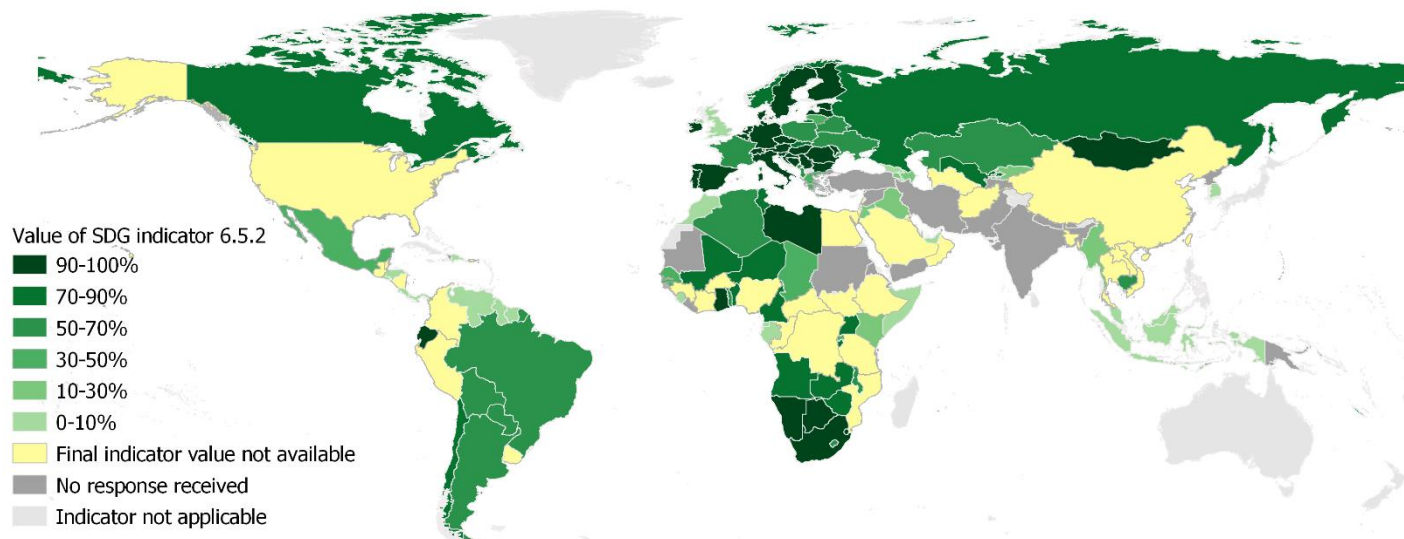 Value of SDG indicator 6.5.2
90-100%
70-90%
50-70%
30-50%
10-30%
0-10%
Final indicator value not available
No response received
Indicator not applicable